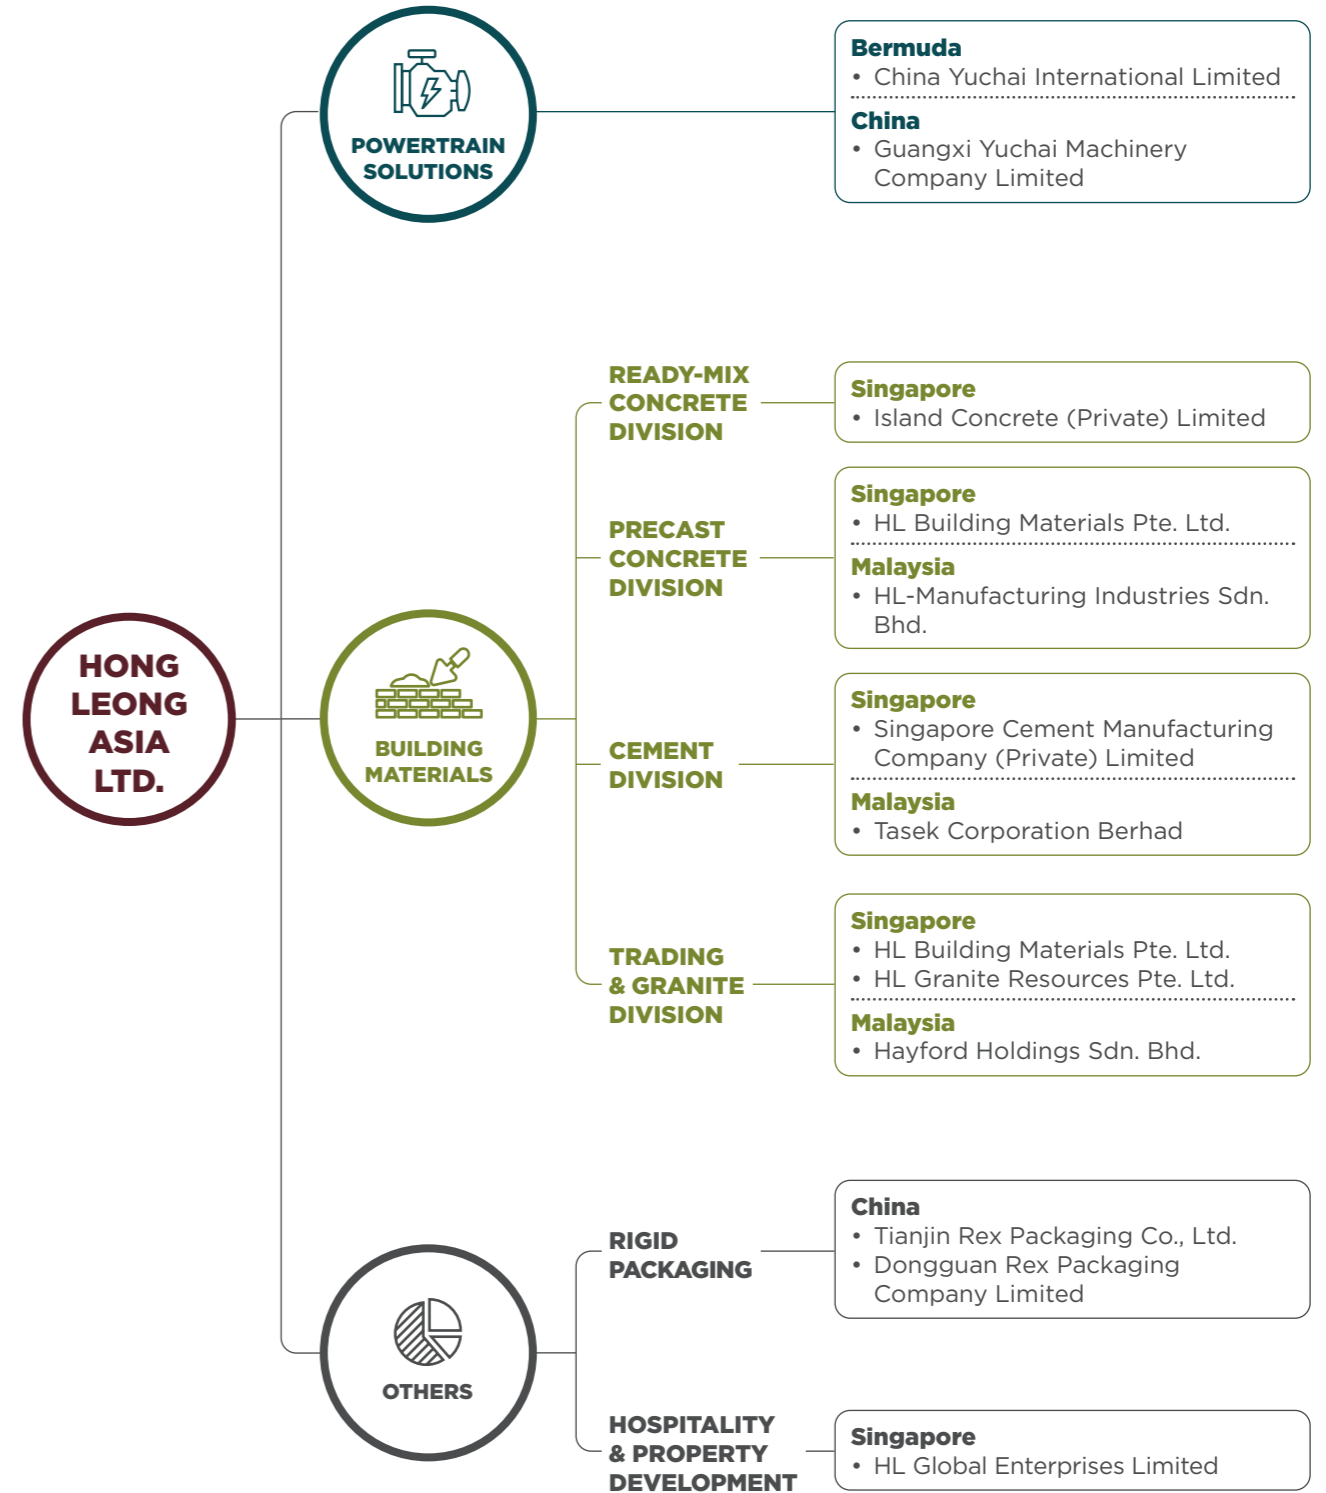 HONG
LEONG
ASIA
LTD.
POWERTRAIN
SOLUTIONS
Bermuda
• China Yuchai International Limited
China
• Guangxi Yuchai Machinery
Company Limited
BUILDING
MATERIALS
READY-MIX
CONCRETE
DIVISION
Singapore
• Island Concrete (Private) Limited
PRECAST
CONCRETE
DIVISION
Singapore
• HL Building Materials Pte. Ltd.
Malaysia
• HL-Manufacturing Industries Sdn.
Bhd.
CEMENT
DIVISION
Singapore
• Singapore Cement Manufacturing
Company (Private) Limited
Malaysia
• Tasek Corporation Berhad
TRADING
& GRANITE
DIVISION
Singapore
• HL Building Materials Pte. Ltd.
• HL Granite Resources Pte. Ltd.
Malaysia
• Hayford Holdings Sdn. Bhd.
OTHERS
RIGID
PACKAGING
China
• Tianjin Rex Packaging Co., Ltd.
• Dongguan Rex Packaging
Company Limited
HOSPITALITY
& PROPERTY
DEVELOPMENT
Singapore
• HL Global Enterprises Limited